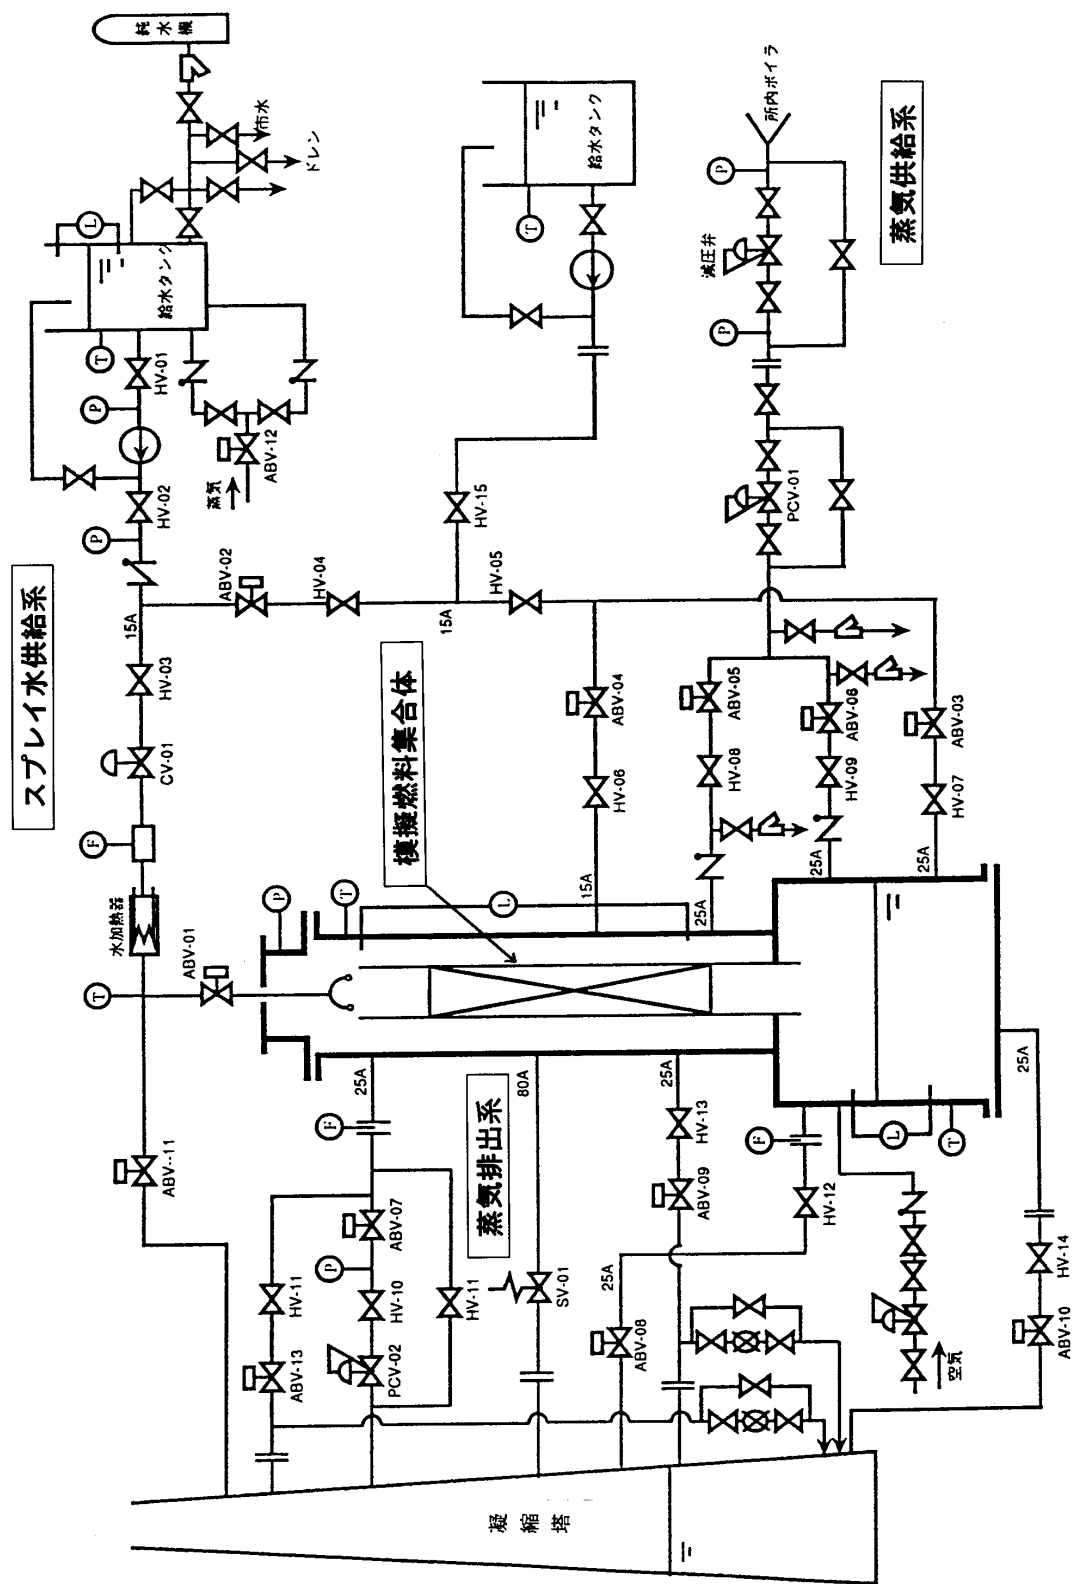 純水機
市水
ドレン
L
給水タンク
T
HV-01
P
HV-02
P
蒸気
ABV-12
スプレイ水供給系
15A
ABV-02
HV-04
HV-03
CV-01
F
水加熱器
T
ABV-01
ABV--11
給水タンク
T
HV-15
15A
HV-05
蒸気供給系
所内ボイラ
P
減圧弁
P
PCV-01
模擬燃料集合体
ABV-04
HV-06
15A
ABV-05
HV-08
25A
ABV-06
HV-09
25A
ABV-03
HV-07
25A
P
T
L
蒸気排出系
25A
F
ABV-07
P
HV-10
PCV-02
HV-11
HV-11
ABV-13
80A
SV-01
25A
HV-13
ABV-09
F
HV-12
25A
ABV-08
L
T
空気
25A
HV-14
ABV-10
凝縮塔